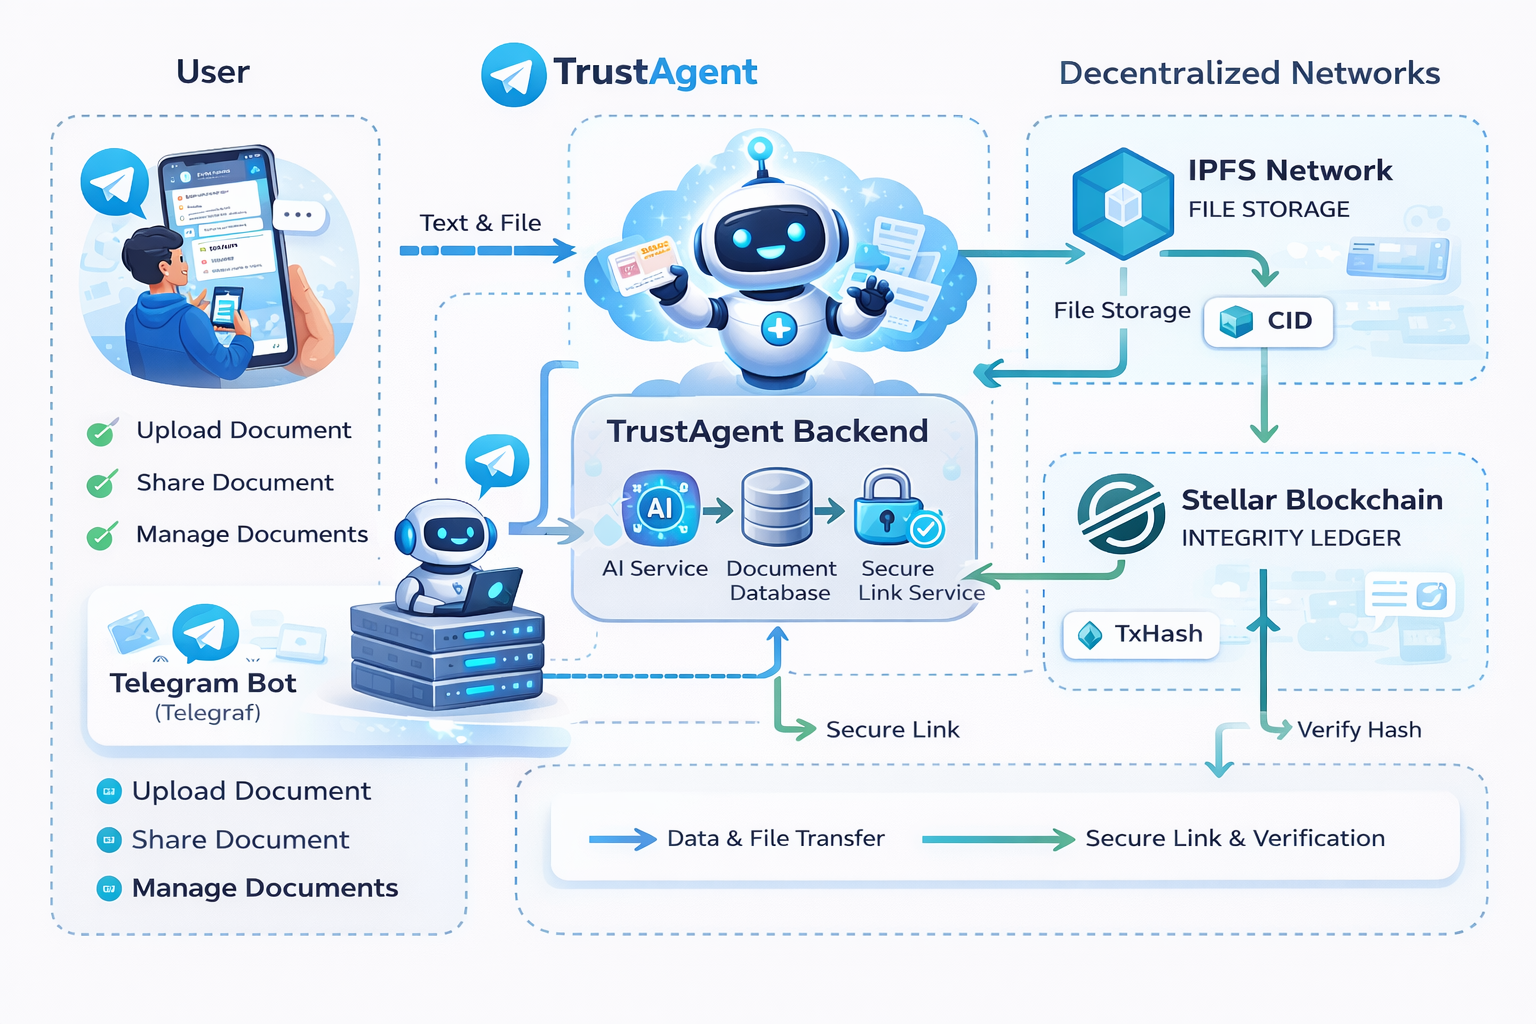 User
TrustAgent
Decentralized Networks
Text & File
IPFS Network
FILE STORAGE
File Storage
CID
Upload Document
Share Document
Manage Documents
TrustAgent Backend
AI
AI Service
Document
Database
Secure
Link Service
Stellar Blockchain
INTEGRITY LEDGER
TxHash
Telegram Bot
(Telegraf)
Secure Link
Verify Hash
Upload Document
Share Document
Manage Documents
Data & File Transfer
Secure Link & Verification